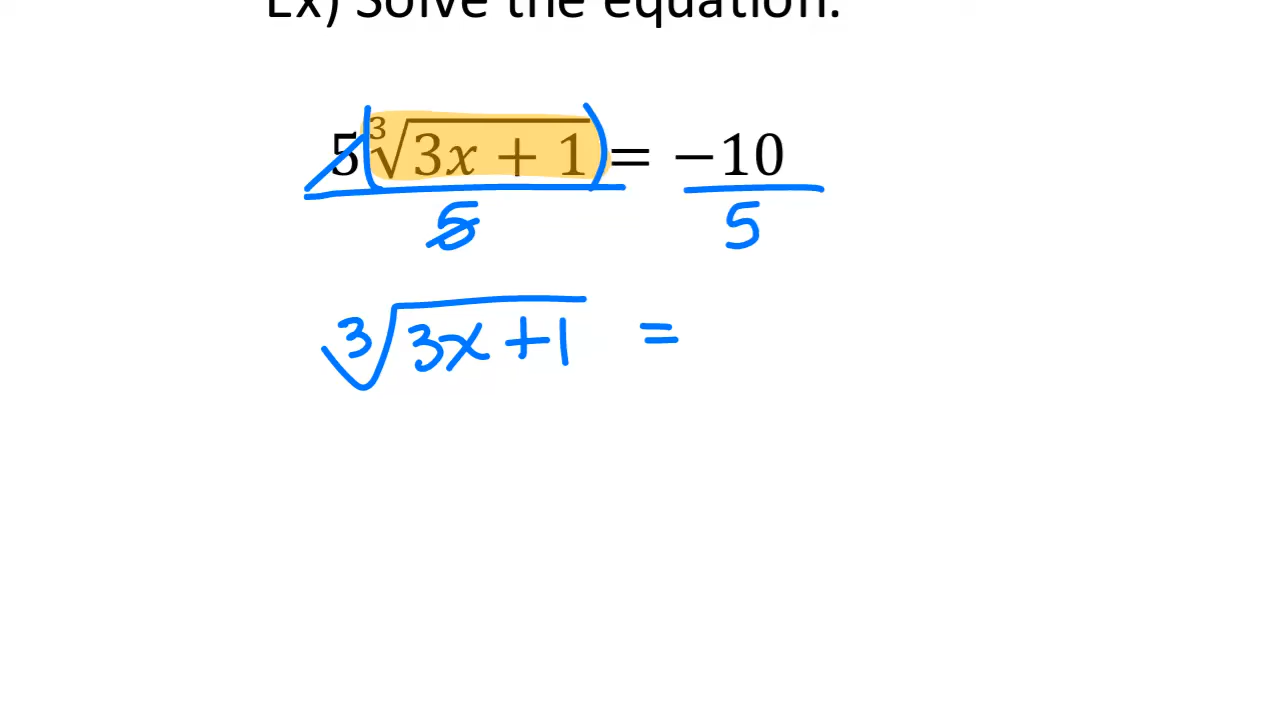 Ex) Solve the equation.
5(∛(3x + 1)) = −10
5 5
∛(3x+1) =